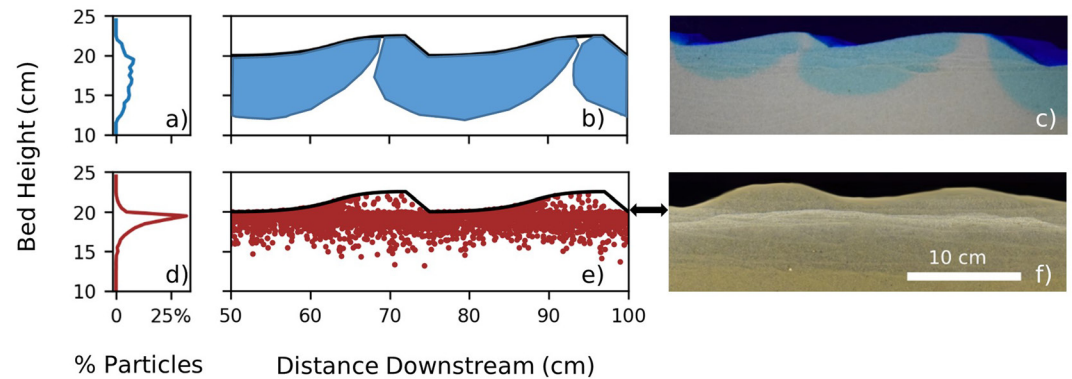 25
20
15
10
Bed Height (cm)
a)
b)
c)
25
20
15
10
d)
e)
10 cm
f)
0 25%
50 60 70 80 90 100
% Particles
Distance Downstream (cm)